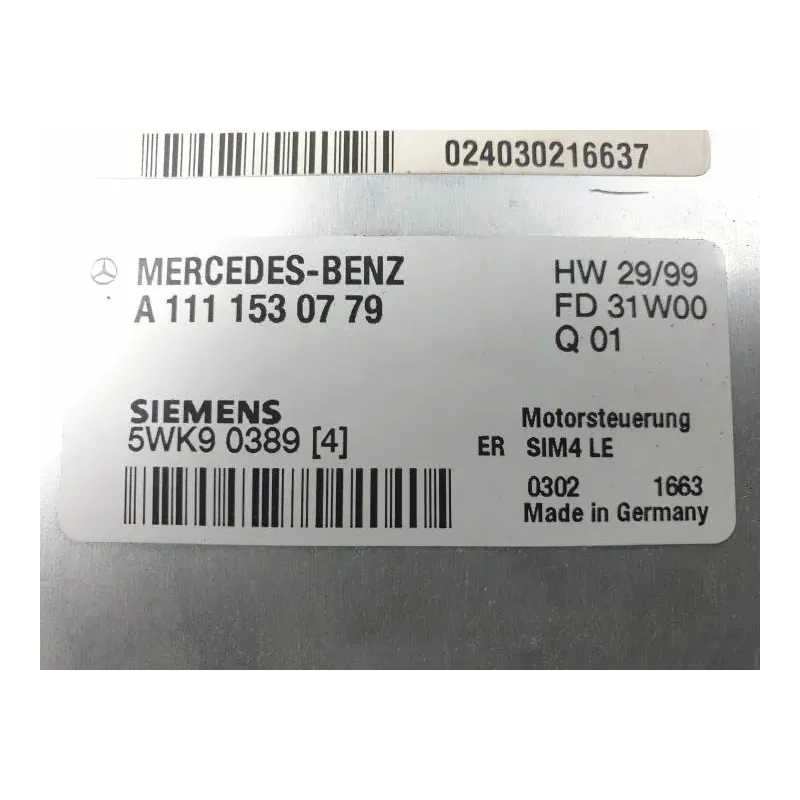 024030216637
MERCEDES-BENZ
A 111 153 07 79
HW 29/99
FD 31W00
Q 01
SIEMENS
5WK9 0389 [4]
Motorsteuerung
ER SIM4 LE
0302 1663
Made in Germany